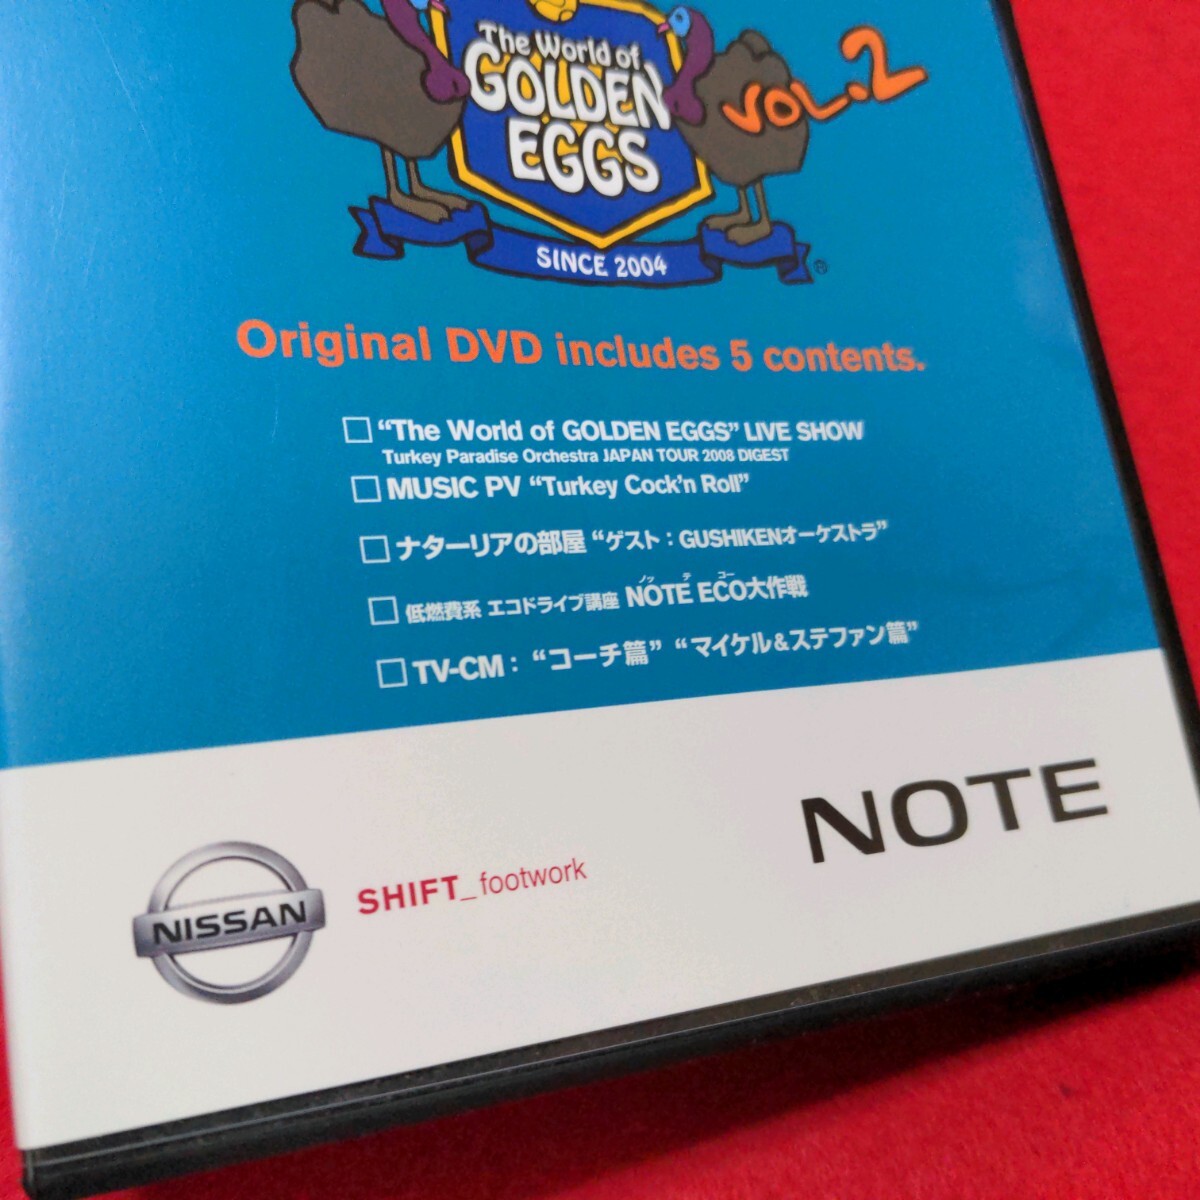 The World of
GOLDEN
EGGS
VOL.2
SINCE 2004
®
Original DVD includes 5 contents.
□ “The World of GOLDEN EGGS” LIVE SHOW
Turkey Paradise Orchestra JAPAN TOUR 2008 DIGEST
□ MUSIC PV “Turkey Cock'n Roll”
□ ナターリアの部屋 “ゲスト：GUSHIKENオーケストラ”
ノッ テ コー
□ 低燃費系 エコドライブ講座 NOTE ECO大作戦
□ TV-CM： “コーチ篇” “マイケル&ステファン篇”
NOTE
NISSAN
SHIFT_footwork